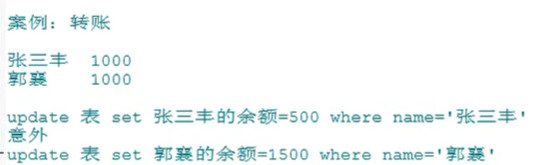 案例：转账
张三丰 1000
郭襄 1000
update 表 set 张三丰的余额=500 where name='张三丰'
意外
update 表 set 郭襄的余额=1500 where name='郭襄'